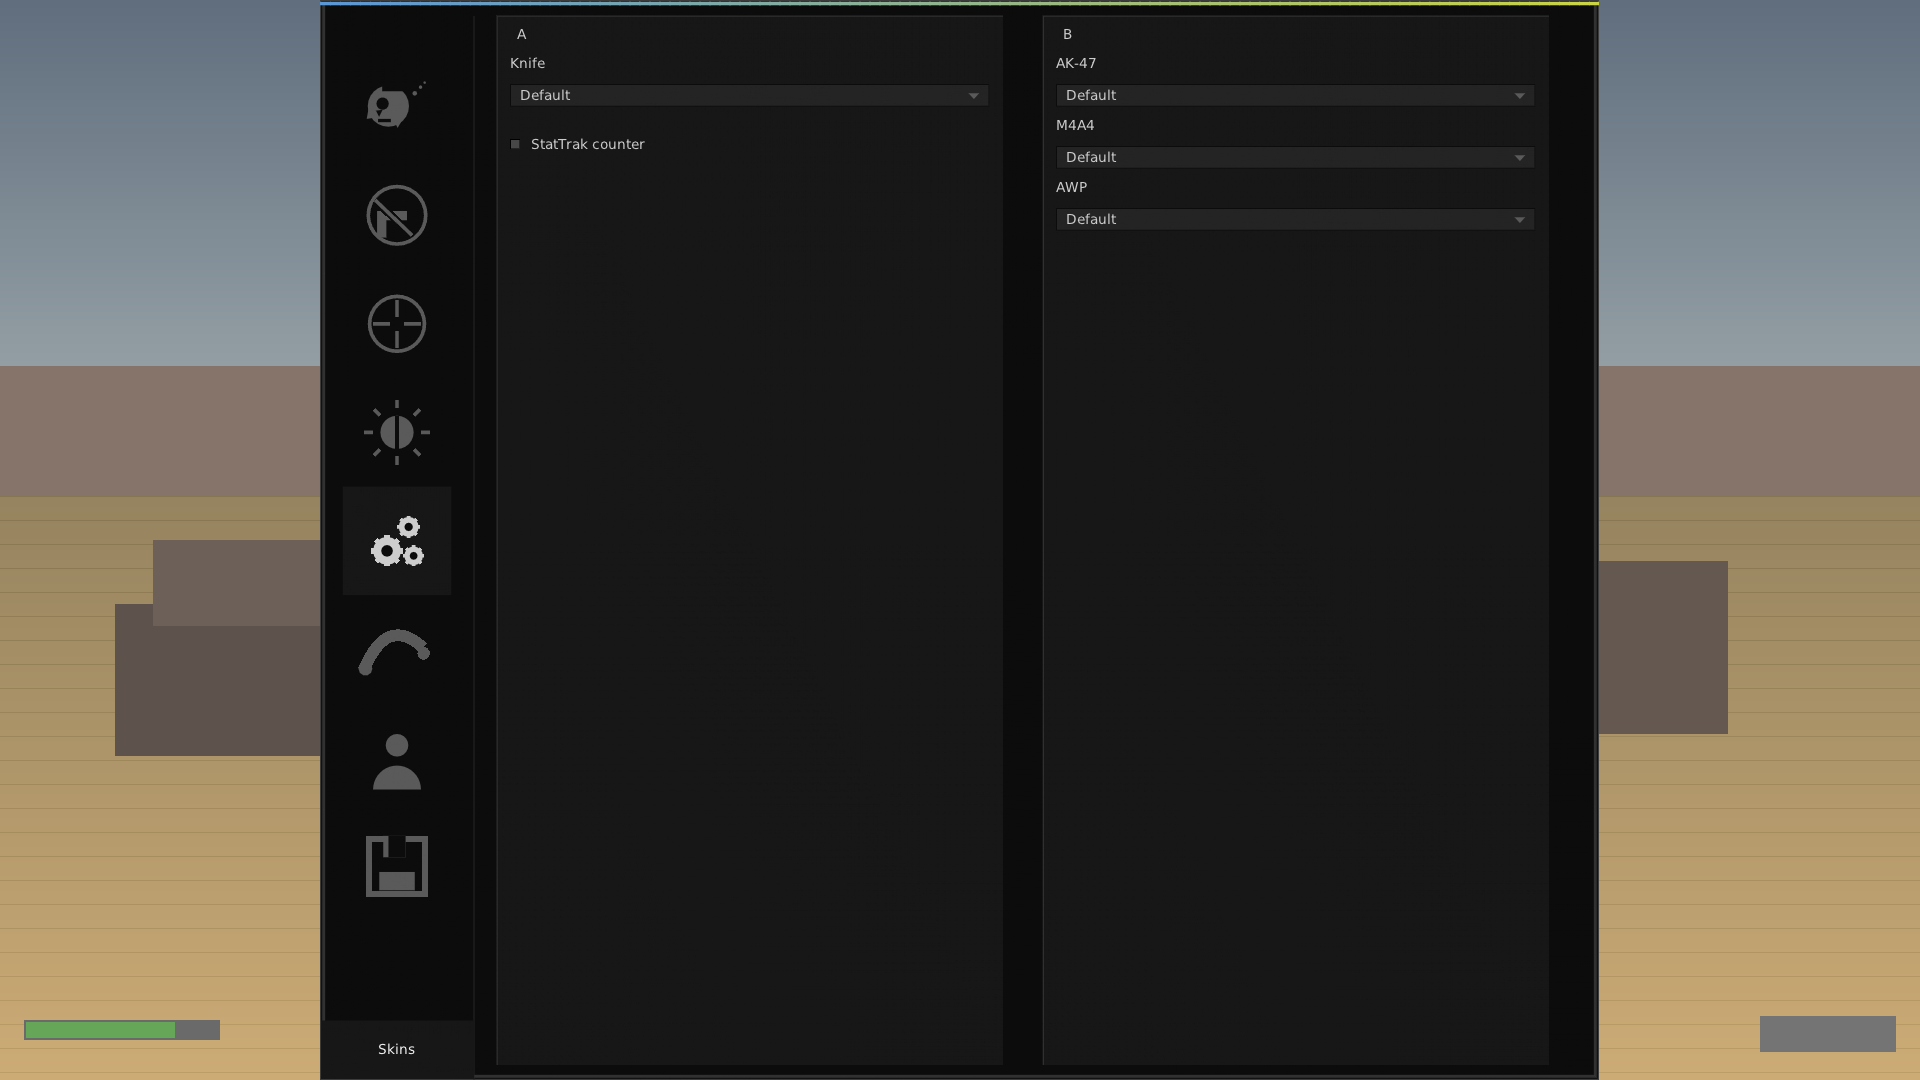 A
Knife
Default
StatTrak counter
B
AK-47
Default
M4A4
Default
AWP
Default
Skins